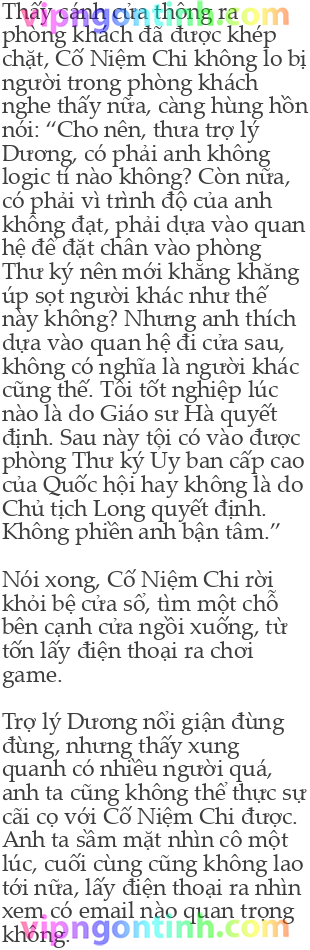 vipngontinh.com
Thấy cánh cửa thông ra
phòng khách đã được khép
chặt, Cố Niệm Chi không lo bị
người trong phòng khách
nghe thấy nữa, càng hùng hồn
nói: “Cho nên, thưa trợ lý
Dương, có phải anh không
logic tí nào không? Còn nữa,
có phải vì trình độ của anh
không đạt, phải dựa vào quan
hệ để đặt chân vào phòng
Thư ký nên mới khăng khăng
úp sọt người khác như thế
này không? Nhưng anh thích
dựa vào quan hệ đi cửa sau,
không có nghĩa là người khác
cũng thế. Tôi tốt nghiệp lúc
nào là do Giáo sư Hà quyết
định. Sau này tôi có vào được
phòng Thư ký Ủy ban cấp cao
của Quốc hội hay không là do
Chủ tịch Long quyết định.
Không phiền anh bận tâm.”
Nói xong, Cố Niệm Chi rời
khỏi bệ cửa sổ, tìm một chỗ
bên cạnh cửa ngồi xuống, từ
tốn lấy điện thoại ra chơi
game.
Trợ lý Dương nổi giận đùng
đùng, nhưng thấy xung
quanh có nhiều người quá,
anh ta cũng không thể thực sự
cãi cọ với Cố Niệm Chi được.
Anh ta sầm mặt nhìn cô một
lúc, cuối cùng cũng không lao
tới nữa, lấy điện thoại ra nhìn
xem có email nào quan trọng
không.
vipngontinh.com